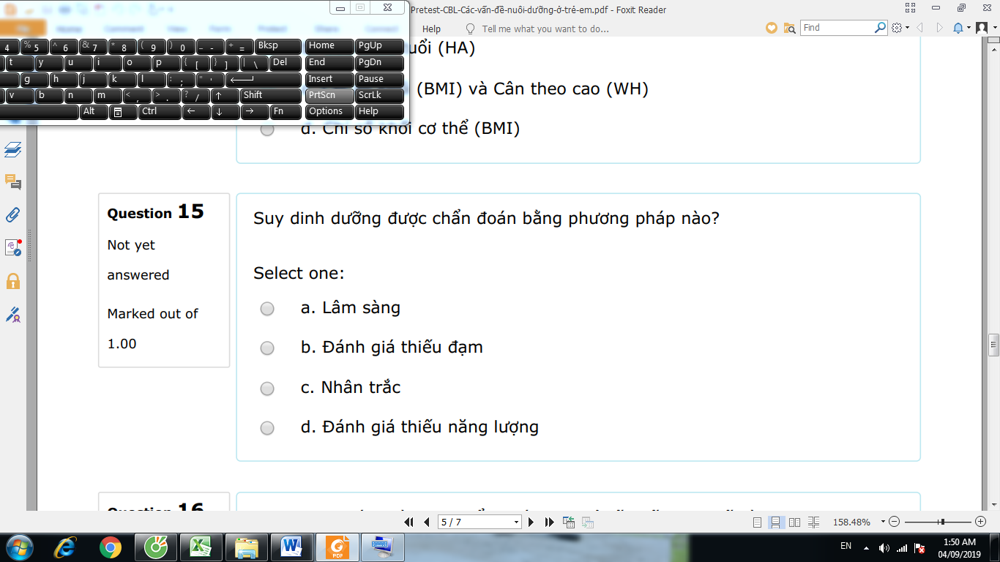 Pretest-CBL-Các-vấn-đề-nuôi-dưỡng-ở-trẻ-em.pdf - Foxit Reader
Help Tell me what you want to do...
Find
4 % 5 ^ 6 & 7 * 8 ( 9 ) 0 _ - + = Bksp Home PgUp
t y u i o p { [ } ] | \ Del End PgDn
g h j k l : ; " ' Insert Pause
v b n m < , > . ? / ↑ Shift PrtScn ScrLk
Alt Ctrl ← ↓ → Fn Options Help
uổi (HA)
(BMI) và Cân theo cao (WH)
d. Chỉ số khối cơ thể (BMI)
Question 15
Not yet
answered
Marked out of
1.00
Suy dinh dưỡng được chẩn đoán bằng phương pháp nào?
Select one:
a. Lâm sàng
b. Đánh giá thiếu đạm
c. Nhân trắc
d. Đánh giá thiếu năng lượng
Question 16
5 / 7
158.48%
PDF
EN
1:50 AM
04/09/2019